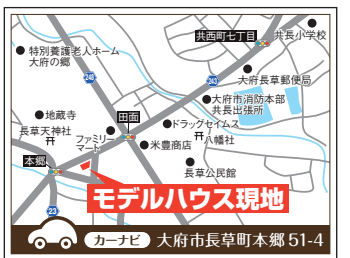 共西町七丁目
共長小学校
特別養護老人ホーム
大府の郷
248
243
大府長草郵便局
大府市消防本部
共長出張所
地蔵寺
田面
ドラッグセイムス
長草天神社
ファミリー
マート
八幡社
米豊商店
本郷
長草公民館
モデルハウス現地
23
カーナビ 大府市長草町本郷51-4